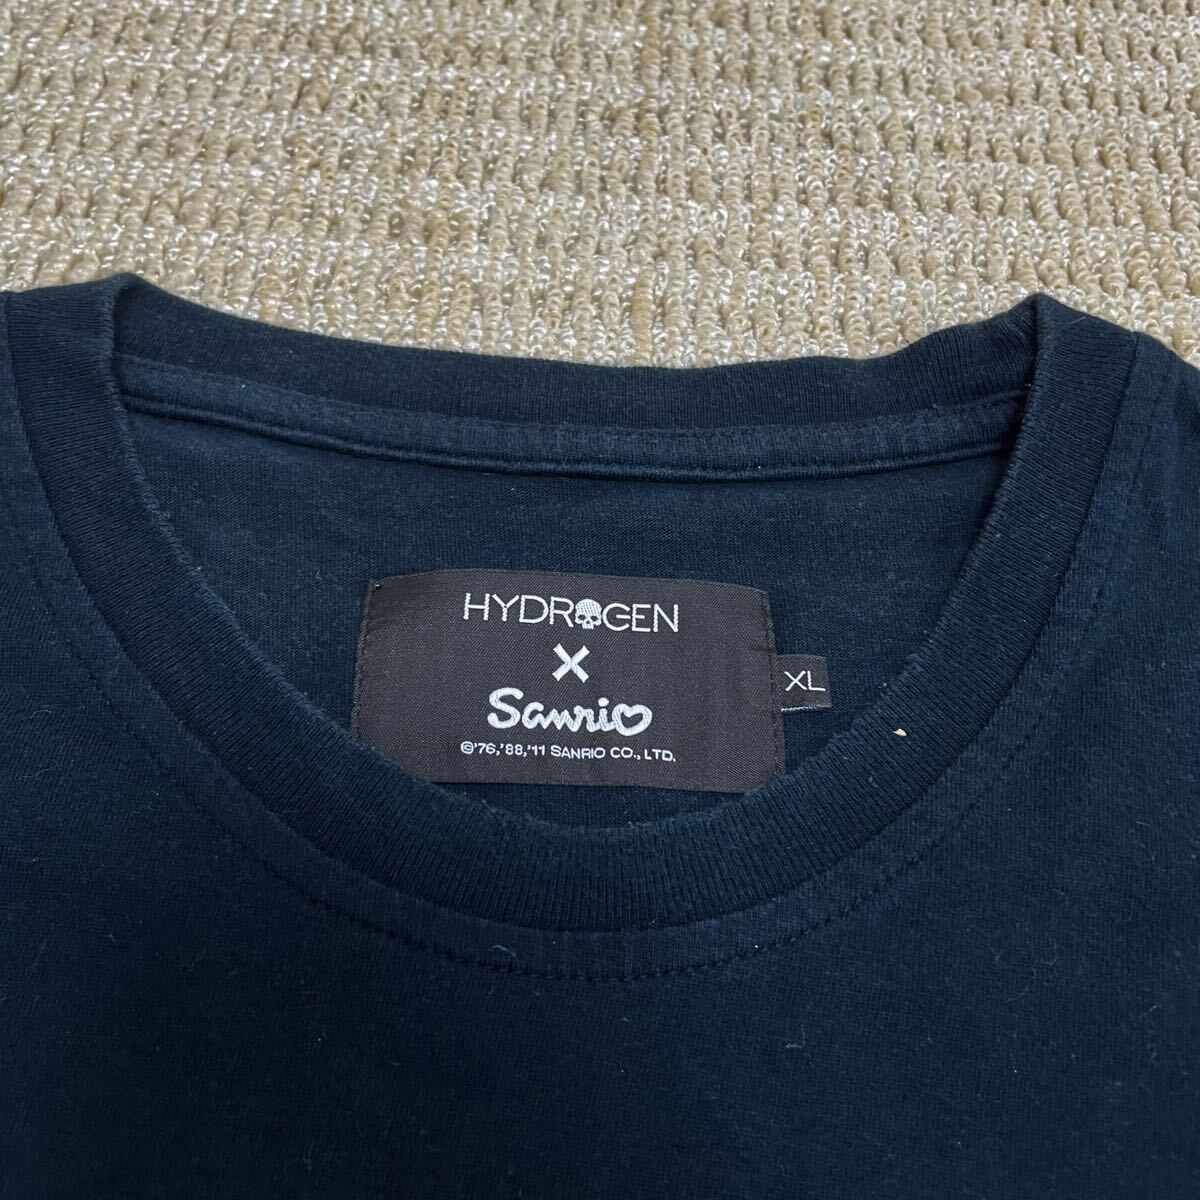 HYDROGEN
X
Sanrio
©'76,'88,'11 SANRIO CO., LTD.
XL